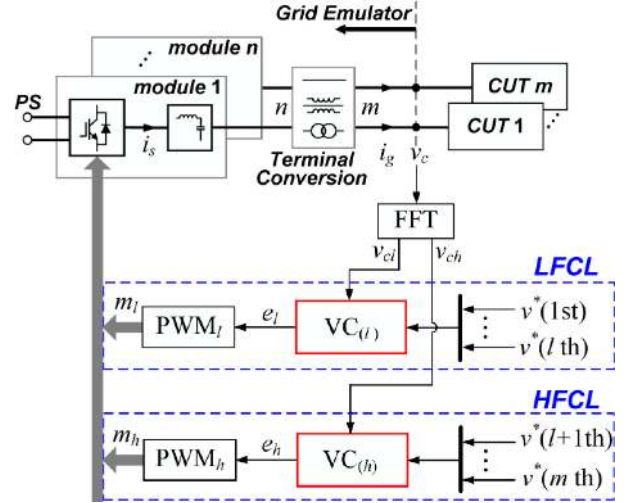 Grid Emulator
module n
module 1
PS
i_s
n
m
Terminal
Conversion
i_g
v_c
CUT m
CUT 1
FFT
v_ci
v_ch
LFCL
m_l
PWM_l
e_l
VC_(l)
v*(1st)
v*(l th)
HFCL
m_h
PWM_h
e_h
VC_(h)
v*(l+1th)
v*(m th)